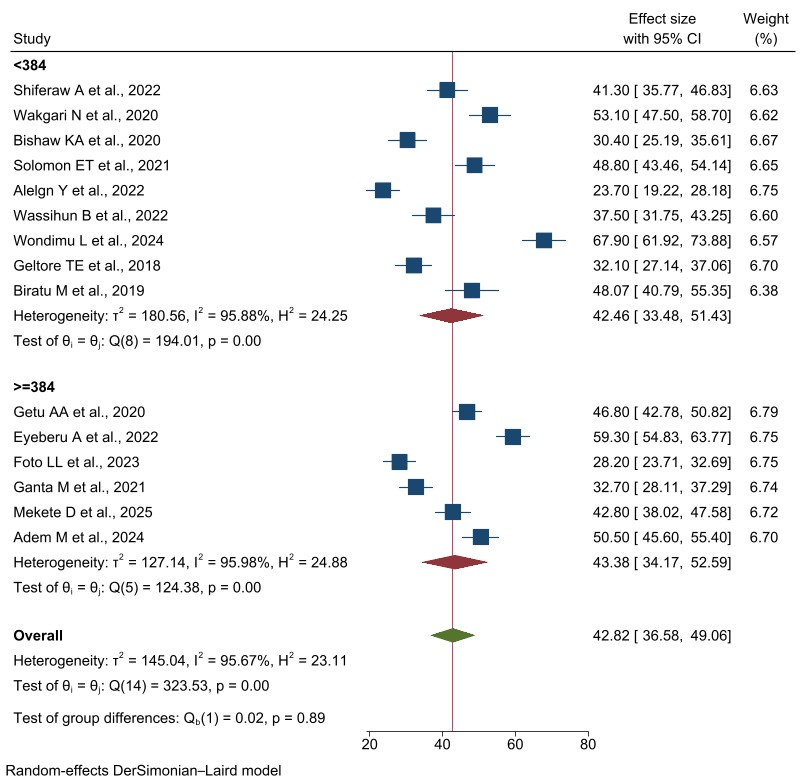 Effect size Weight
Study with 95% CI (%)
<384
Shiferaw A et al., 2022 41.30 [ 35.77, 46.83] 6.63
Wakgari N et al., 2020 53.10 [ 47.50, 58.70] 6.62
Bishaw KA et al., 2020 30.40 [ 25.19, 35.61] 6.67
Solomon ET et al., 2021 48.80 [ 43.46, 54.14] 6.65
Alelgn Y et al., 2022 23.70 [ 19.22, 28.18] 6.75
Wassihun B et al., 2022 37.50 [ 31.75, 43.25] 6.60
Wondimu L et al., 2024 67.90 [ 61.92, 73.88] 6.57
Geltore TE et al., 2018 32.10 [ 27.14, 37.06] 6.70
Biratu M et al., 2019 48.07 [ 40.79, 55.35] 6.38
Heterogeneity: τ² = 180.56, I² = 95.88%, H² = 24.25 42.46 [ 33.48, 51.43]
Test of θᵢ = θⱼ: Q(8) = 194.01, p = 0.00
>=384
Getu AA et al., 2020 46.80 [ 42.78, 50.82] 6.79
Eyeberu A et al., 2022 59.30 [ 54.83, 63.77] 6.75
Foto LL et al., 2023 28.20 [ 23.71, 32.69] 6.75
Ganta M et al., 2021 32.70 [ 28.11, 37.29] 6.74
Mekete D et al., 2025 42.80 [ 38.02, 47.58] 6.72
Adem M et al., 2024 50.50 [ 45.60, 55.40] 6.70
Heterogeneity: τ² = 127.14, I² = 95.98%, H² = 24.88 43.38 [ 34.17, 52.59]
Test of θᵢ = θⱼ: Q(5) = 124.38, p = 0.00
Overall 42.82 [ 36.58, 49.06]
Heterogeneity: τ² = 145.04, I² = 95.67%, H² = 23.11
Test of θᵢ = θⱼ: Q(14) = 323.53, p = 0.00
Test of group differences: Q_b(1) = 0.02, p = 0.89
20 40 60 80
Random-effects DerSimonian–Laird model